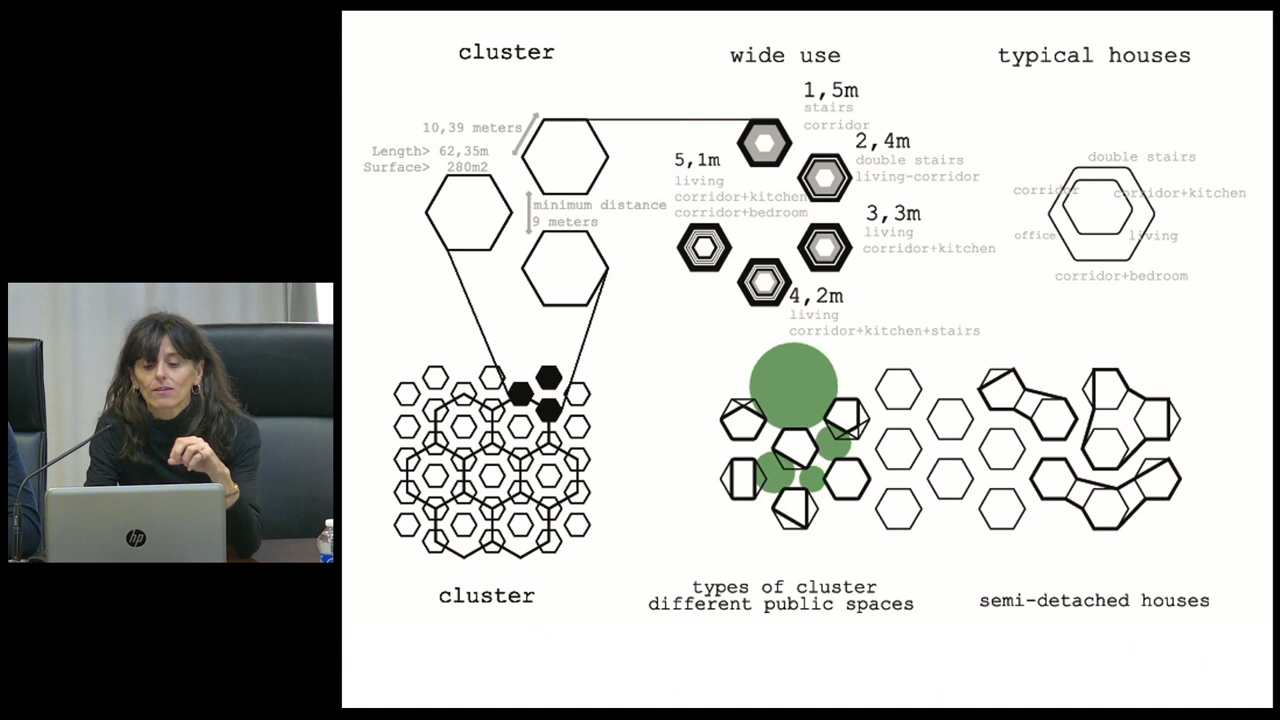 cluster
wide use
typical houses
10,39 meters
Length> 62,35m
Surface> 280m2
minimum distance
9 meters
1,5m
stairs
corridor
2,4m
double stairs
living-corridor
5,1m
living
corridor+kitchen
corridor+bedroom
3,3m
living
corridor+kitchen
4,2m
living
corridor+kitchen+stairs
double stairs
corridor
corridor+kitchen
office
living
corridor+bedroom
hp
cluster
types of cluster
different public spaces
semi-detached houses